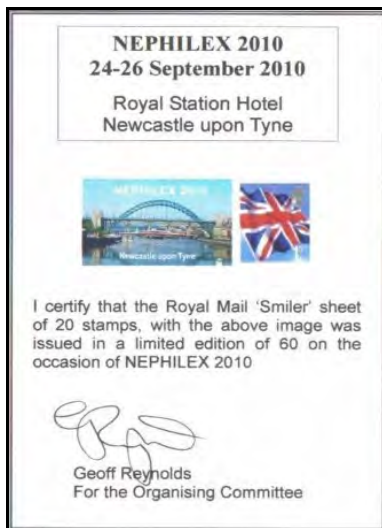 NEPHILEX 2010
24-26 September 2010
Royal Station Hotel
Newcastle upon Tyne
NEPHILEX 2010
Newcastle upon Tyne
I certify that the Royal Mail 'Smiler' sheet
of 20 stamps, with the above image was
issued in a limited edition of 60 on the
occasion of NEPHILEX 2010
Geoff Reynolds
For the Organising Committee